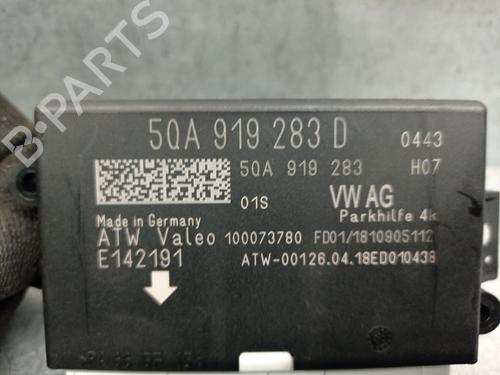 5QA 919 283 D
0443
5QA 919 283
H07
01S
VW AG
Parkhilfe 4k
Made in Germany
ATW Valeo 100073780 FD01/1810905112
E142191
ATW-00126.04.18ED010438
B-PARTS